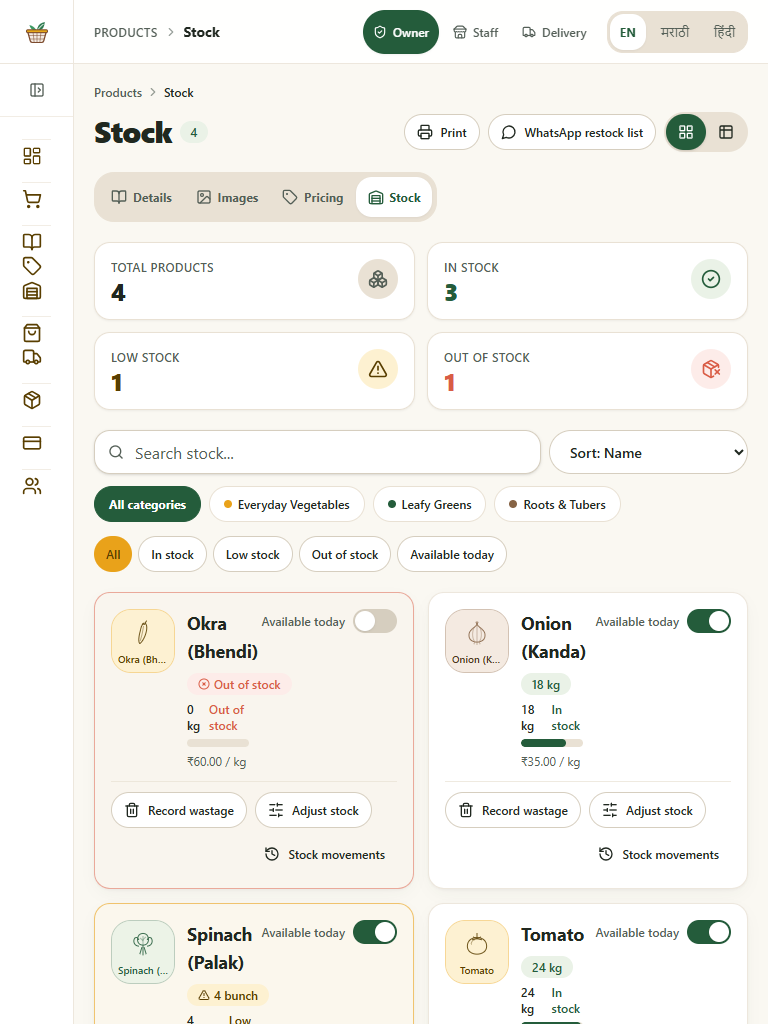 PRODUCTS > Stock
Owner
Staff
Delivery
EN
मराठी
हिंदी
Products > Stock
Stock 4
Print
WhatsApp restock list
Details
Images
Pricing
Stock
TOTAL PRODUCTS
4
IN STOCK
3
LOW STOCK
1
OUT OF STOCK
1
Search stock...
Sort: Name
All categories
Everyday Vegetables
Leafy Greens
Roots & Tubers
All
In stock
Low stock
Out of stock
Available today
Okra (Bh...
Okra
(Bhendi)
Available today
Out of stock
0 kg
Out of stock
₹60.00 / kg
Record wastage
Adjust stock
Stock movements
Onion (K...
Onion
(Kanda)
Available today
18 kg
18 kg
In stock
₹35.00 / kg
Record wastage
Adjust stock
Stock movements
Spinach (...
Spinach
(Palak)
Available today
4 bunch
4
Low
Tomato
Tomato
Available today
24 kg
24 kg
In stock